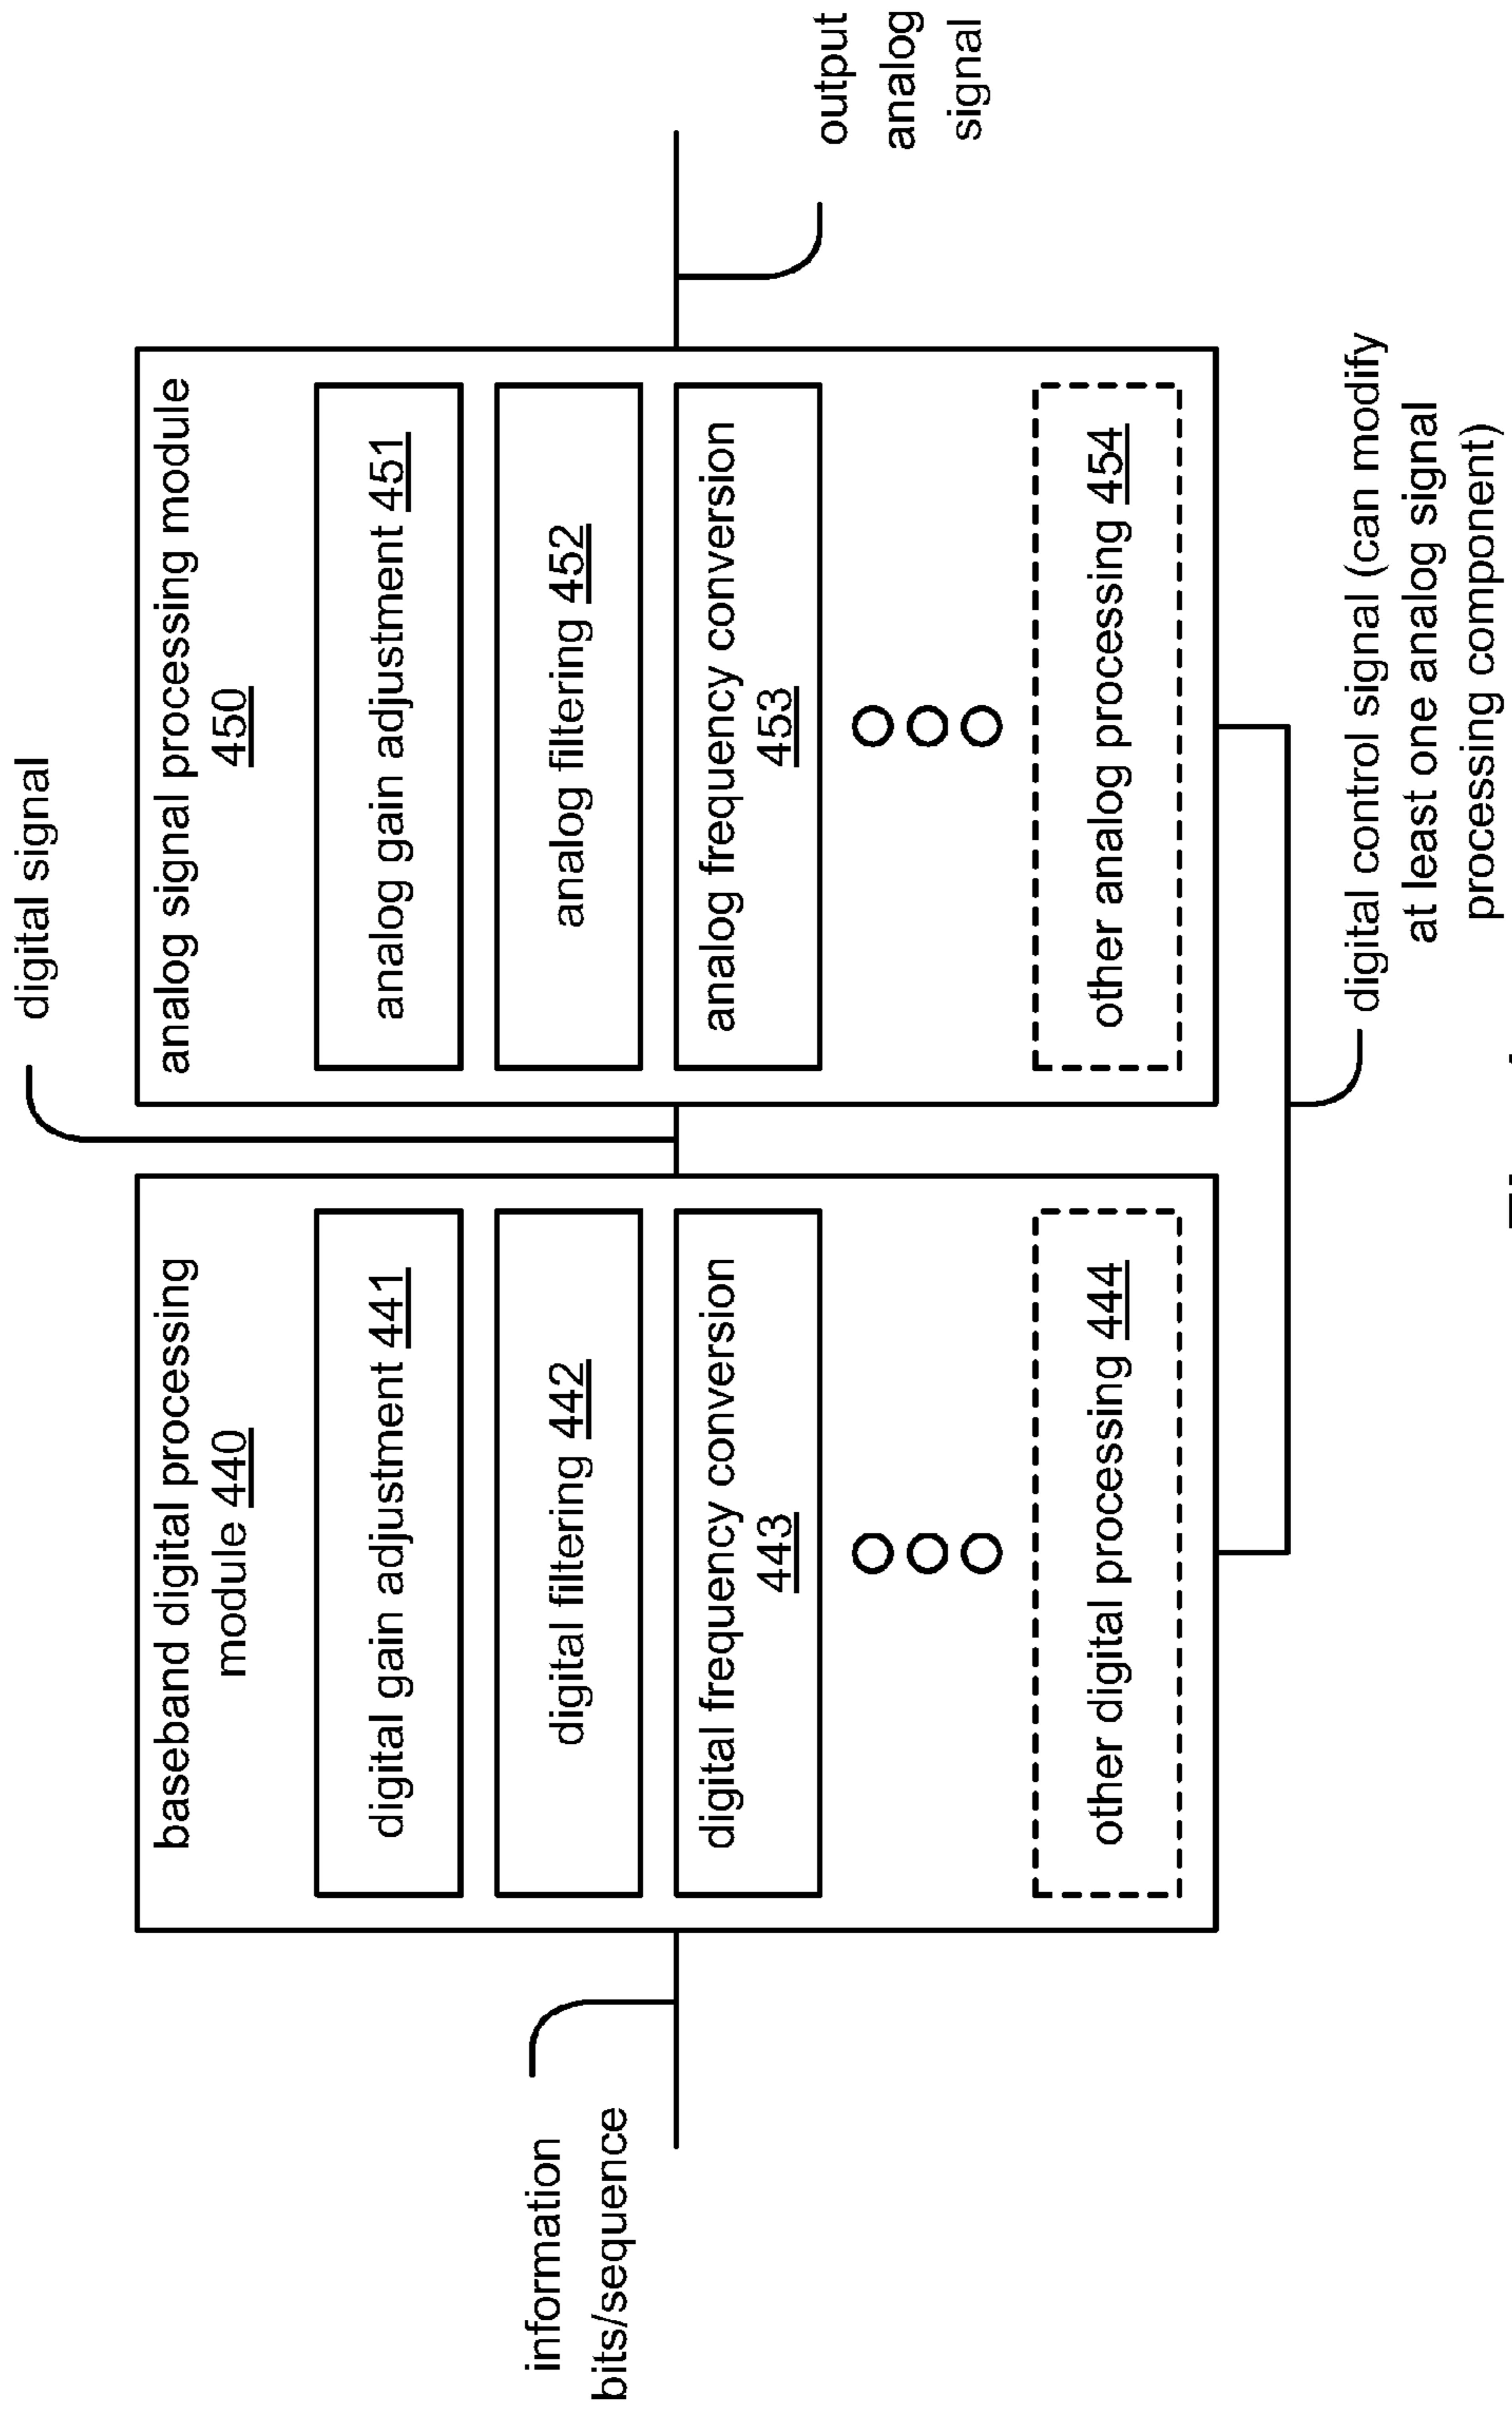 digital signal
baseband digital processing
module 440
digital gain adjustment 441
digital filtering 442
digital frequency conversion
443
other digital processing 444
analog signal processing module
450
analog gain adjustment 451
analog filtering 452
analog frequency conversion
453
other analog processing 454
information
bits/sequence
output
analog
signal
digital control signal (can modify
at least one analog signal
processing component)